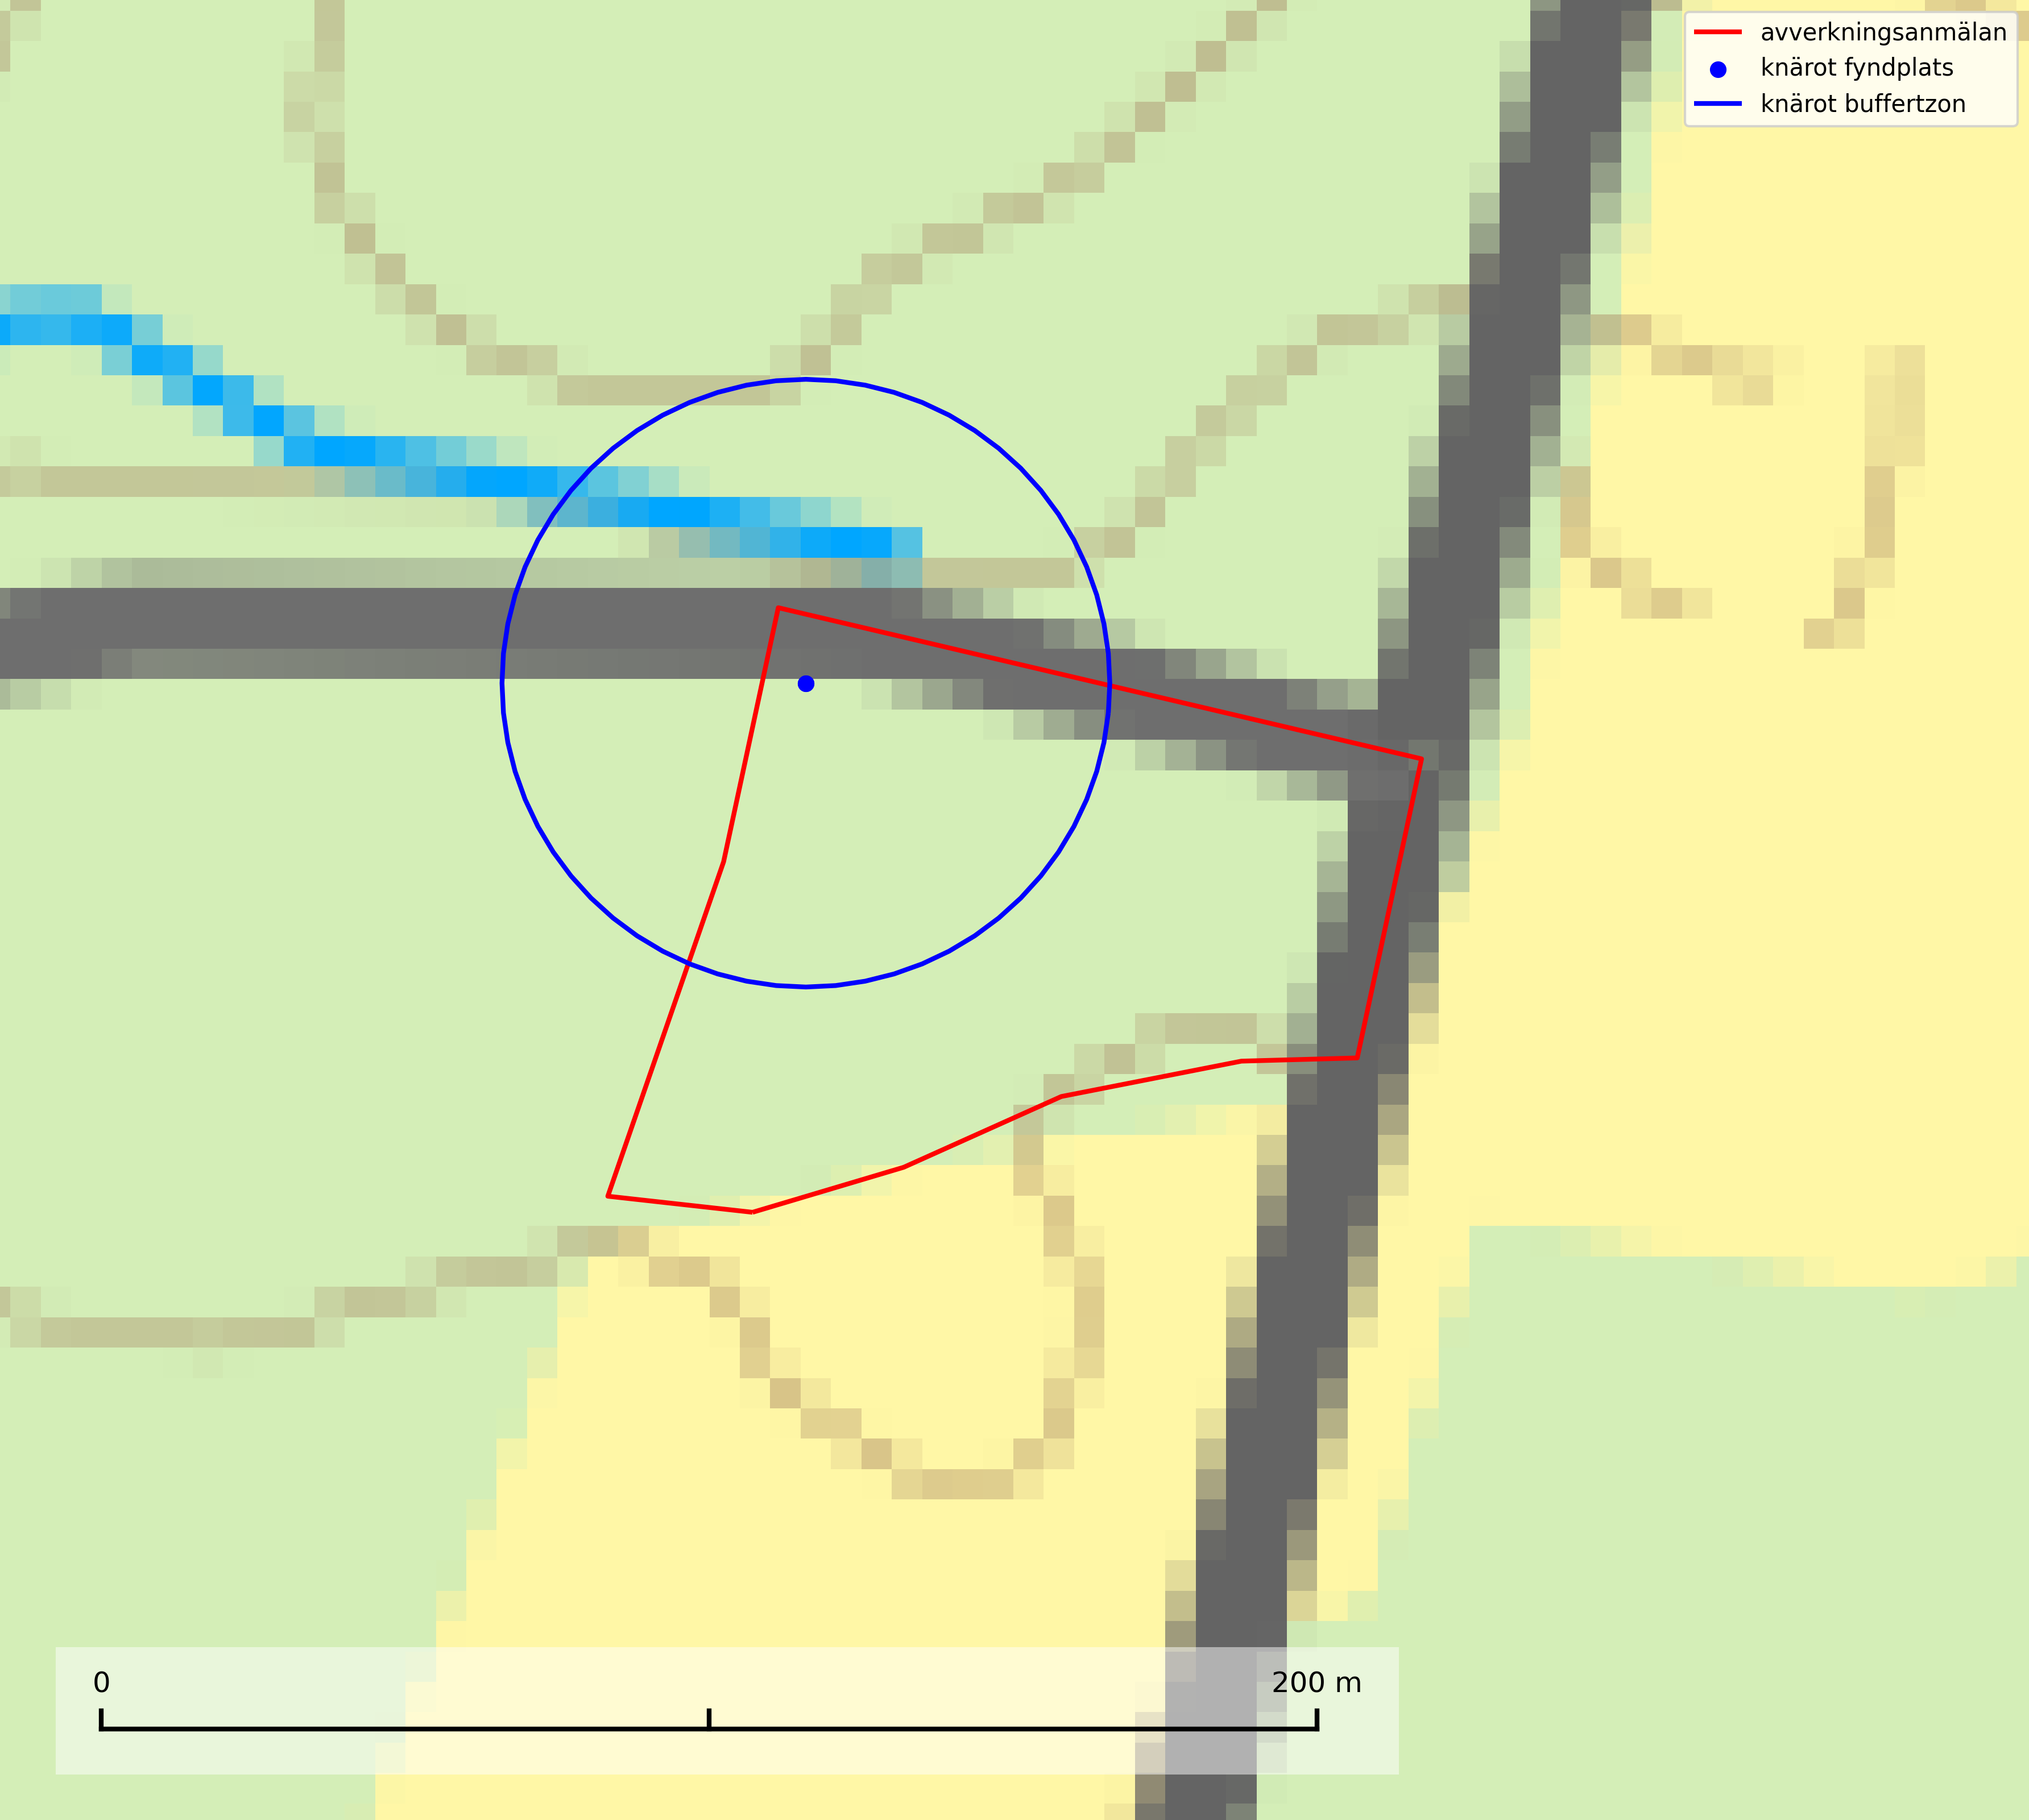 avverkningsanmälan
knärot fyndplats
knärot buffertzon
0
200 m